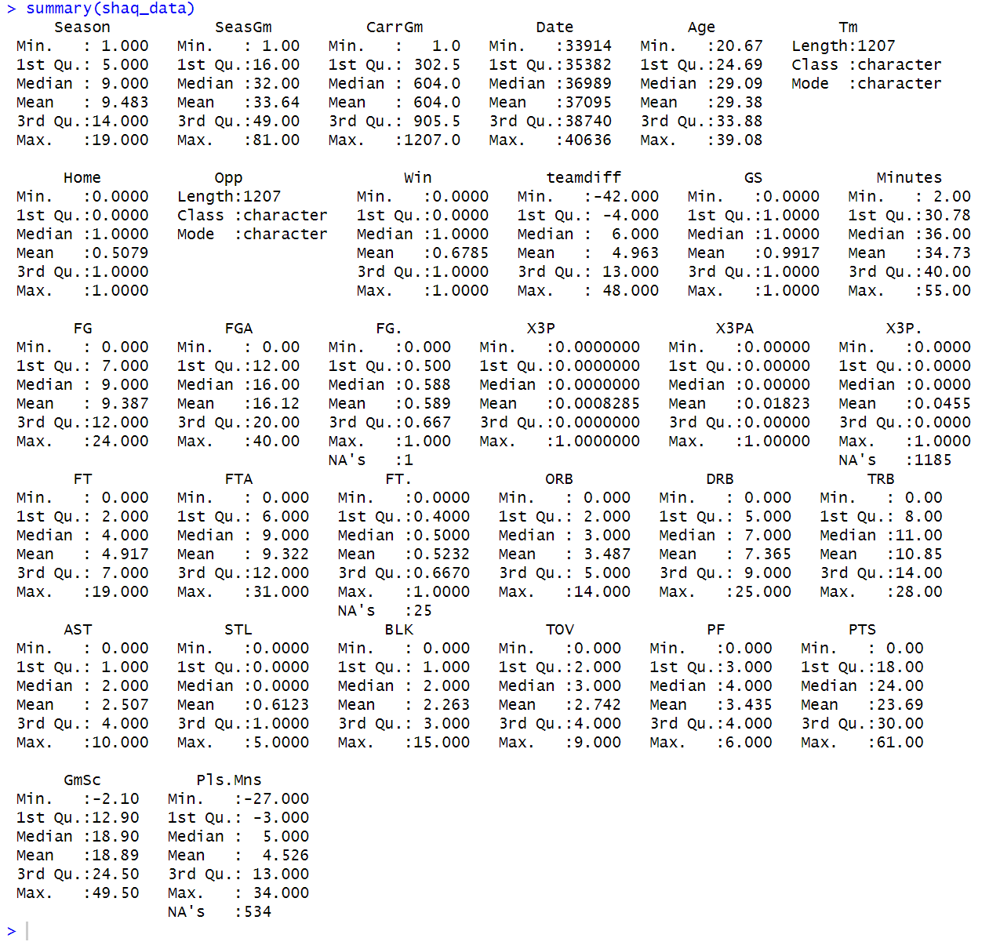 > summary(shaq_data)
     Season           SeasGm          CarrGm            Date            Age             Tm
 Min.   : 1.000   Min.   : 1.00   Min.   :   1.0   Min.   :33914   Min.   :20.67   Length:1207
 1st Qu.: 5.000   1st Qu.:16.00   1st Qu.: 302.5   1st Qu.:35382   1st Qu.:24.69   Class :character
 Median : 9.000   Median :32.00   Median : 604.0   Median :36989   Median :29.09   Mode  :character
 Mean   : 9.483   Mean   :33.64   Mean   : 604.0   Mean   :37095   Mean   :29.38
 3rd Qu.:14.000   3rd Qu.:49.00   3rd Qu.: 905.5   3rd Qu.:38740   3rd Qu.:33.88
 Max.   :19.000   Max.   :81.00   Max.   :1207.0   Max.   :40636   Max.   :39.08
      Home            Opp                 Win            teamdiff             GS            Minutes
 Min.   :0.0000   Length:1207        Min.   :0.0000   Min.   :-42.000   Min.   :0.0000   Min.   : 2.00
 1st Qu.:0.0000   Class :character   1st Qu.:0.0000   1st Qu.: -4.000   1st Qu.:1.0000   1st Qu.:30.78
 Median :1.0000   Mode  :character   Median :1.0000   Median :  6.000   Median :1.0000   Median :36.00
 Mean   :0.5079                      Mean   :0.6785   Mean   :  4.963   Mean   :0.9917   Mean   :34.73
 3rd Qu.:1.0000                      3rd Qu.:1.0000   3rd Qu.: 13.000   3rd Qu.:1.0000   3rd Qu.:40.00
 Max.   :1.0000                      Max.   :1.0000   Max.   : 48.000   Max.   :1.0000   Max.   :55.00
       FG              FGA             FG.             X3P                 X3PA             X3P.
 Min.   : 0.000   Min.   : 0.00   Min.   :0.000   Min.   :0.0000000   Min.   :0.00000   Min.   :0.0000
 1st Qu.: 7.000   1st Qu.:12.00   1st Qu.:0.500   1st Qu.:0.0000000   1st Qu.:0.00000   1st Qu.:0.0000
 Median : 9.000   Median :16.00   Median :0.588   Median :0.0000000   Median :0.00000   Median :0.0000
 Mean   : 9.387   Mean   :16.12   Mean   :0.589   Mean   :0.0008285   Mean   :0.01823   Mean   :0.0455
 3rd Qu.:12.000   3rd Qu.:20.00   3rd Qu.:0.667   3rd Qu.:0.0000000   3rd Qu.:0.00000   3rd Qu.:0.0000
 Max.   :24.000   Max.   :40.00   Max.   :1.000   Max.   :1.0000000   Max.   :1.00000   Max.   :1.0000
                                  NA's   :1                                             NA's   :1185
       FT              FTA              FT.              ORB              DRB              TRB
 Min.   : 0.000   Min.   : 0.000   Min.   :0.0000   Min.   : 0.000   Min.   : 0.000   Min.   : 0.00
 1st Qu.: 2.000   1st Qu.: 6.000   1st Qu.:0.4000   1st Qu.: 2.000   1st Qu.: 5.000   1st Qu.: 8.00
 Median : 4.000   Median : 9.000   Median :0.5000   Median : 3.000   Median : 7.000   Median :11.00
 Mean   : 4.917   Mean   : 9.322   Mean   :0.5232   Mean   : 3.487   Mean   : 7.365   Mean   :10.85
 3rd Qu.: 7.000   3rd Qu.:12.000   3rd Qu.:0.6670   3rd Qu.: 5.000   3rd Qu.: 9.000   3rd Qu.:14.00
 Max.   :19.000   Max.   :31.000   Max.   :1.0000   Max.   :14.000   Max.   :25.000   Max.   :28.00
                                   NA's   :25
      AST              STL              BLK              TOV              PF             PTS
 Min.   : 0.000   Min.   :0.0000   Min.   : 0.000   Min.   :0.000   Min.   :0.000   Min.   : 0.00
 1st Qu.: 1.000   1st Qu.:0.0000   1st Qu.: 1.000   1st Qu.:2.000   1st Qu.:3.000   1st Qu.:18.00
 Median : 2.000   Median :0.0000   Median : 2.000   Median :3.000   Median :4.000   Median :24.00
 Mean   : 2.507   Mean   :0.6123   Mean   : 2.263   Mean   :2.742   Mean   :3.435   Mean   :23.69
 3rd Qu.: 4.000   3rd Qu.:1.0000   3rd Qu.: 3.000   3rd Qu.:4.000   3rd Qu.:4.000   3rd Qu.:30.00
 Max.   :10.000   Max.   :5.0000   Max.   :15.000   Max.   :9.000   Max.   :6.000   Max.   :61.00
      GmSc          Pls.Mns
 Min.   :-2.10   Min.   :-27.000
 1st Qu.:12.90   1st Qu.: -3.000
 Median :18.90   Median :  5.000
 Mean   :18.89   Mean   :  4.526
 3rd Qu.:24.50   3rd Qu.: 13.000
 Max.   :49.50   Max.   : 34.000
                 NA's   :534
>